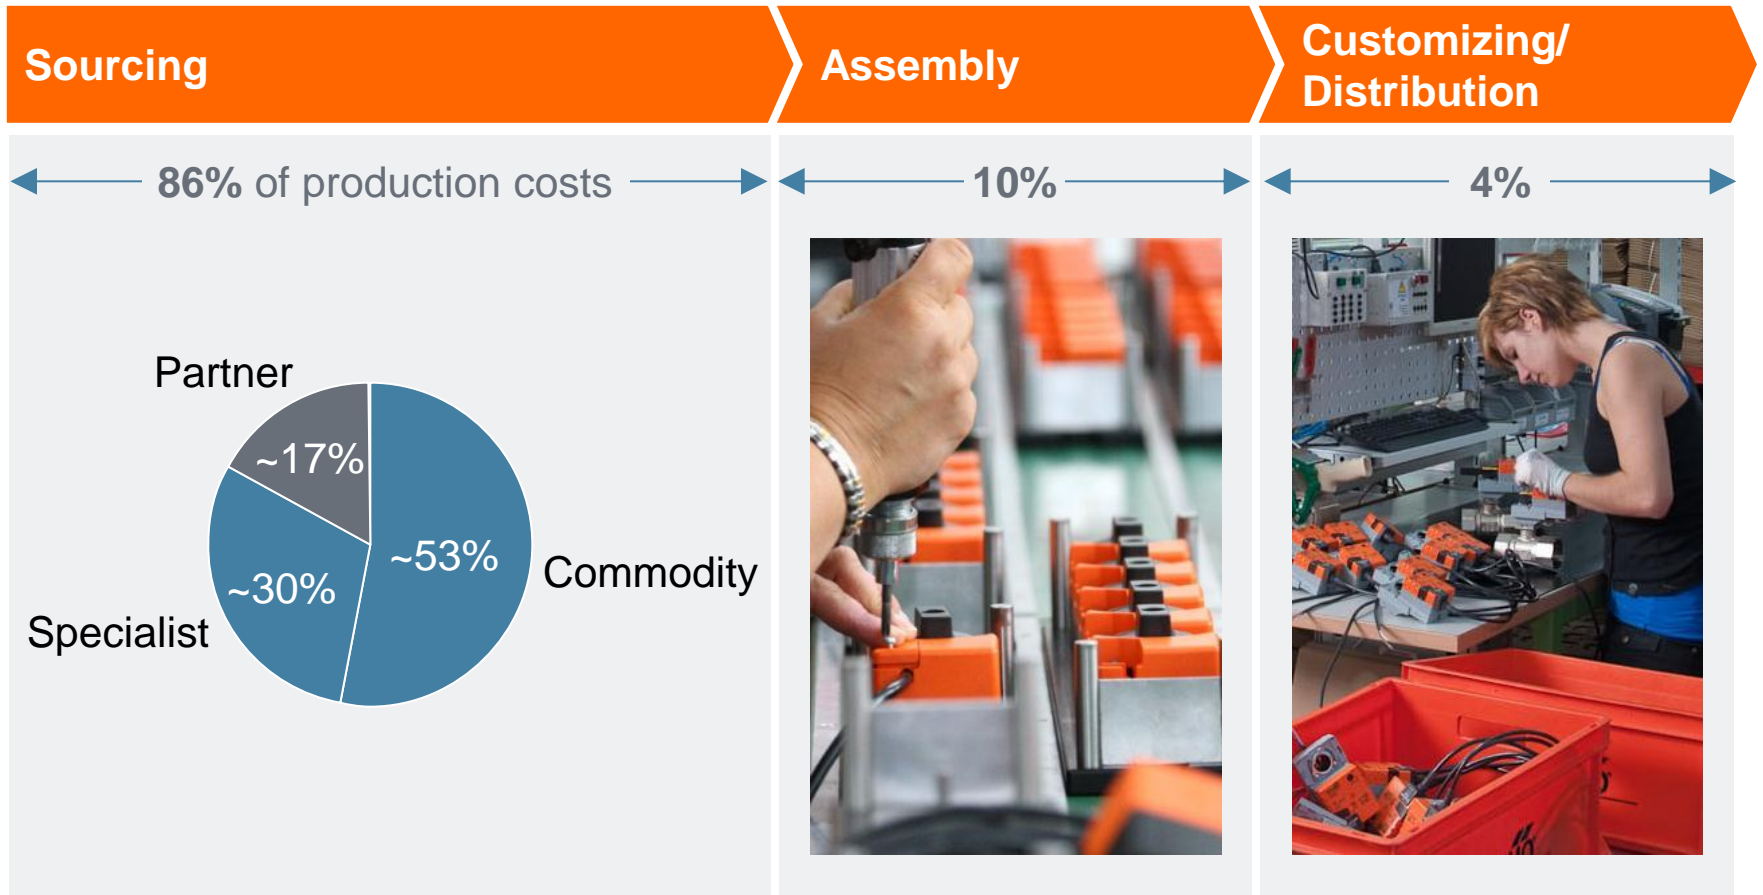 Sourcing
Assembly
Customizing/
Distribution
86% of production costs
10%
4%
Partner
~17%
~53%
Commodity
~30%
Specialist